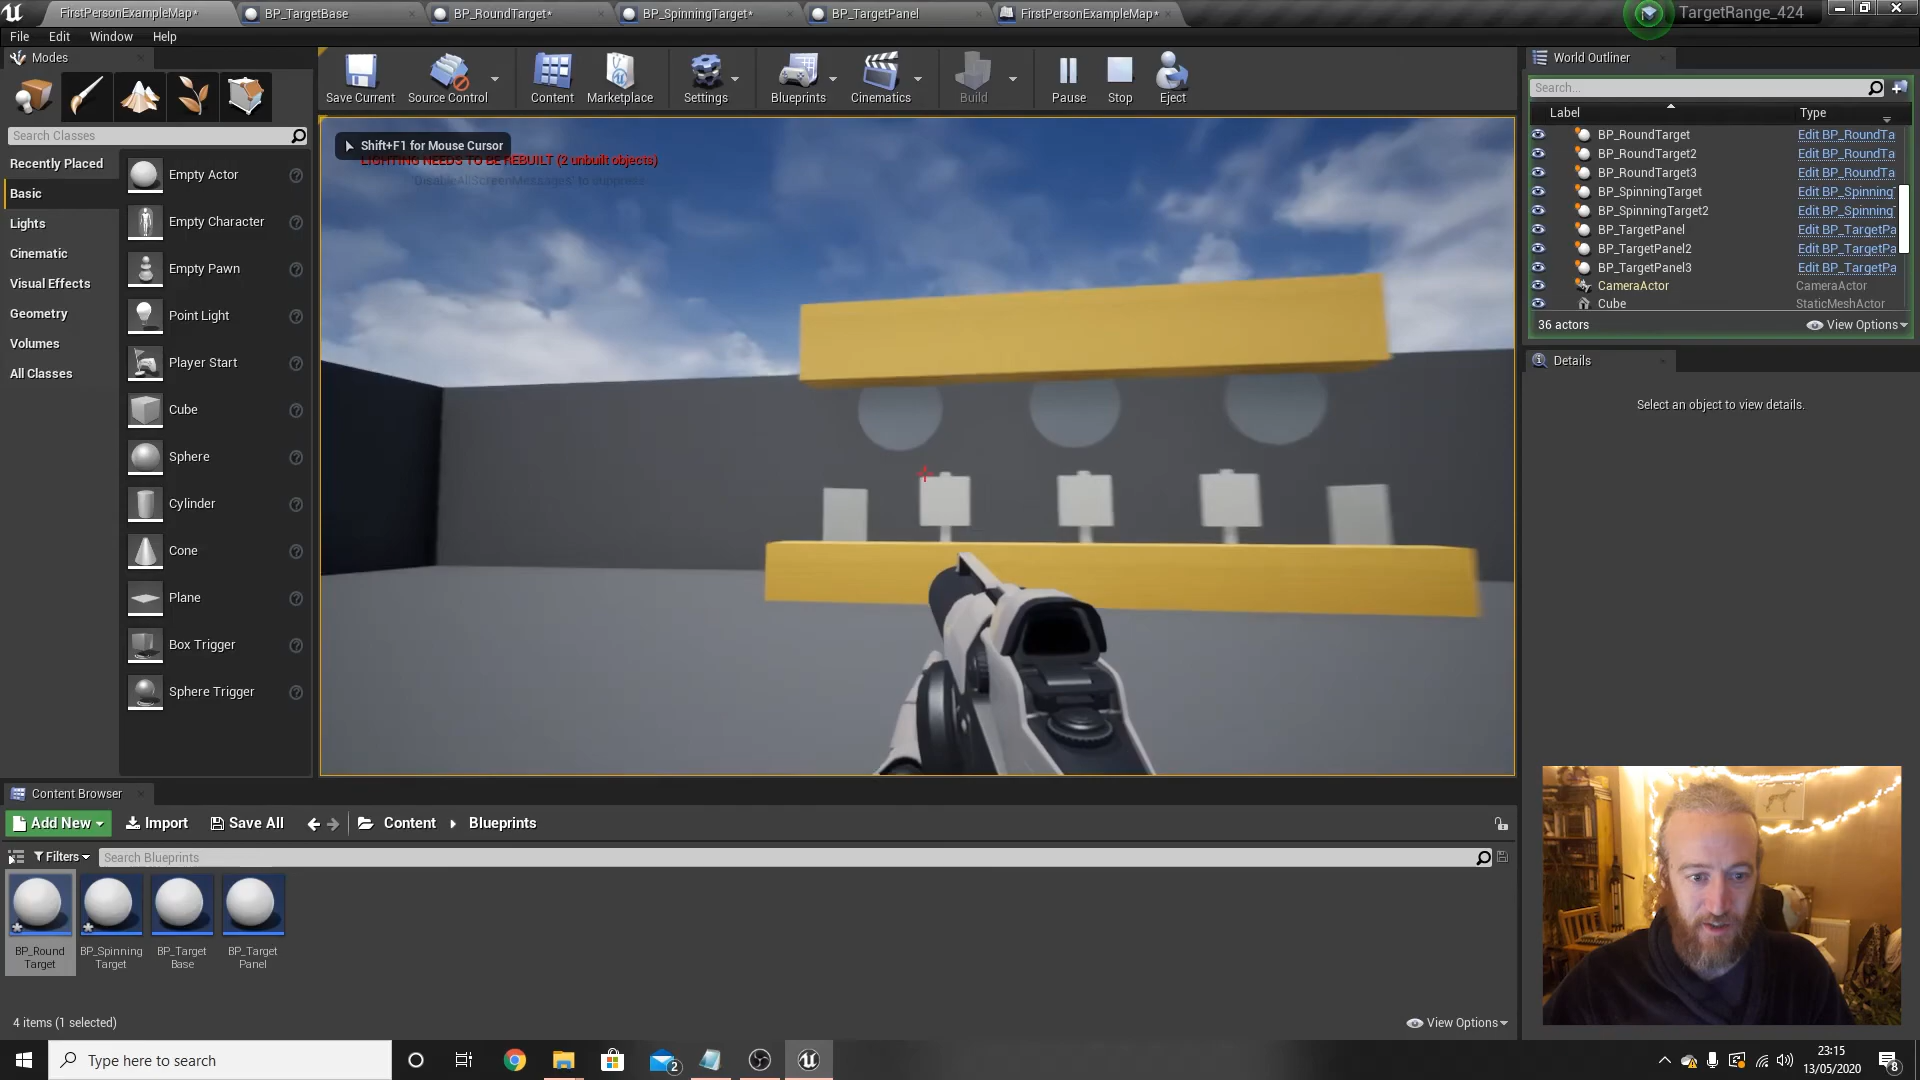 FirstPersonExampleMap*
BP_TargetBase
BP_RoundTarget*
BP_SpinningTarget*
BP_TargetPanel
FirstPersonExampleMap*
TargetRange_424
File
Edit
Window
Help
Modes
Search Classes
Recently Placed
Basic
Lights
Cinematic
Visual Effects
Geometry
Volumes
All Classes
Empty Actor
Empty Character
Empty Pawn
Point Light
Player Start
Cube
Sphere
Cylinder
Cone
Plane
Box Trigger
Sphere Trigger
Save Current
Source Control
Content
Marketplace
Settings
Blueprints
Cinematics
Build
Pause
Stop
Eject
Shift+F1 for Mouse Cursor
LIGHTING NEEDS TO BE REBUILT (2 unbuilt objects)
'DisableAllScreenMessages' to suppress
World Outliner
Search...
Label
Type
BP_RoundTarget
Edit BP_RoundTa
BP_RoundTarget2
Edit BP_RoundTa
BP_RoundTarget3
Edit BP_RoundTa
BP_SpinningTarget
Edit BP_Spinning
BP_SpinningTarget2
Edit BP_Spinning
BP_TargetPanel
Edit BP_TargetPa
BP_TargetPanel2
Edit BP_TargetPa
BP_TargetPanel3
Edit BP_TargetPa
CameraActor
CameraActor
Cube
StaticMeshActor
36 actors
View Options
Details
Select an object to view details.
Content Browser
Add New
Import
Save All
Content
Blueprints
Filters
Search Blueprints
BP_Round
Target
BP_Spinning
Target
BP_Target
Base
BP_Target
Panel
4 items (1 selected)
View Options
Type here to search
2
23:15
13/05/2020
8